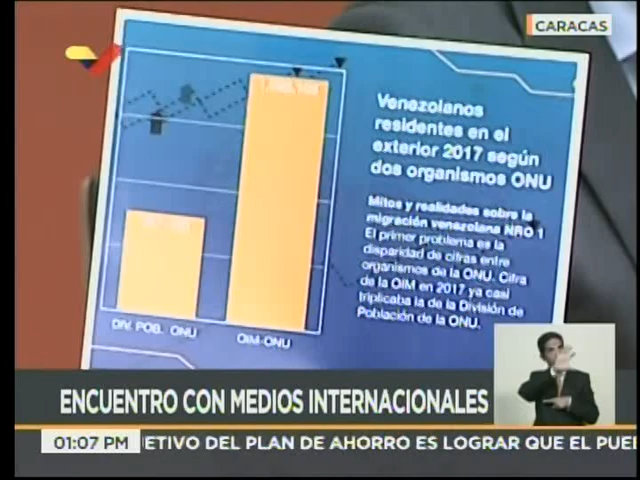 CARACAS
Venezolanos
residentes en el
exterior 2017 según
dos organismos ONU
Mitos y realidades sobre la
migración venezolana NRO 1
El primer problema es la
disparidad de cifras entre
organismos de la ONU. Cifra
de la OIM en 2017 ya casi
triplicaba la de la División de
Población de la ONU.
DIV. POB. ONU
OIM-ONU
ENCUENTRO CON MEDIOS INTERNACIONALES
01:07 PM
JETIVO DEL PLAN DE AHORRO ES LOGRAR QUE EL PUE